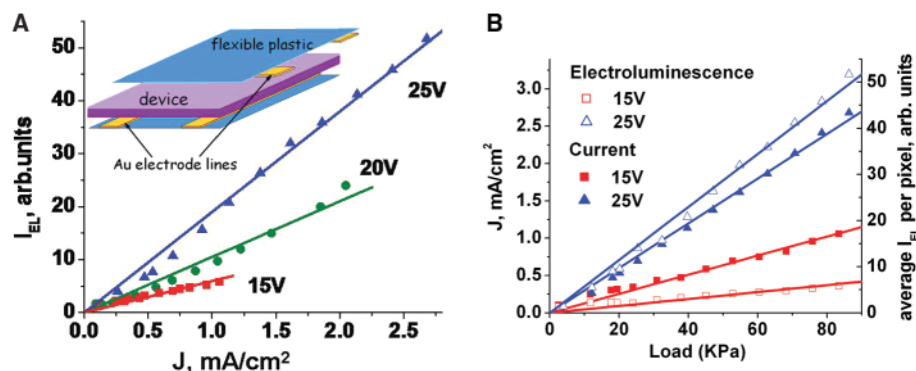 A
I_EL, arb.units
50
40
30
20
10
0
0.0 0.5 1.0 1.5 2.0 2.5
J, mA/cm²
flexible plastic
device
Au electrode lines
25V
20V
15V
B
J, mA/cm²
3.0
2.5
2.0
1.5
1.0
0.5
0.0
Electroluminescence
15V
25V
Current
15V
25V
0 20 40 60 80
Load (KPa)
50
40
30
20
10
0
average I_EL per pixel, arb. units